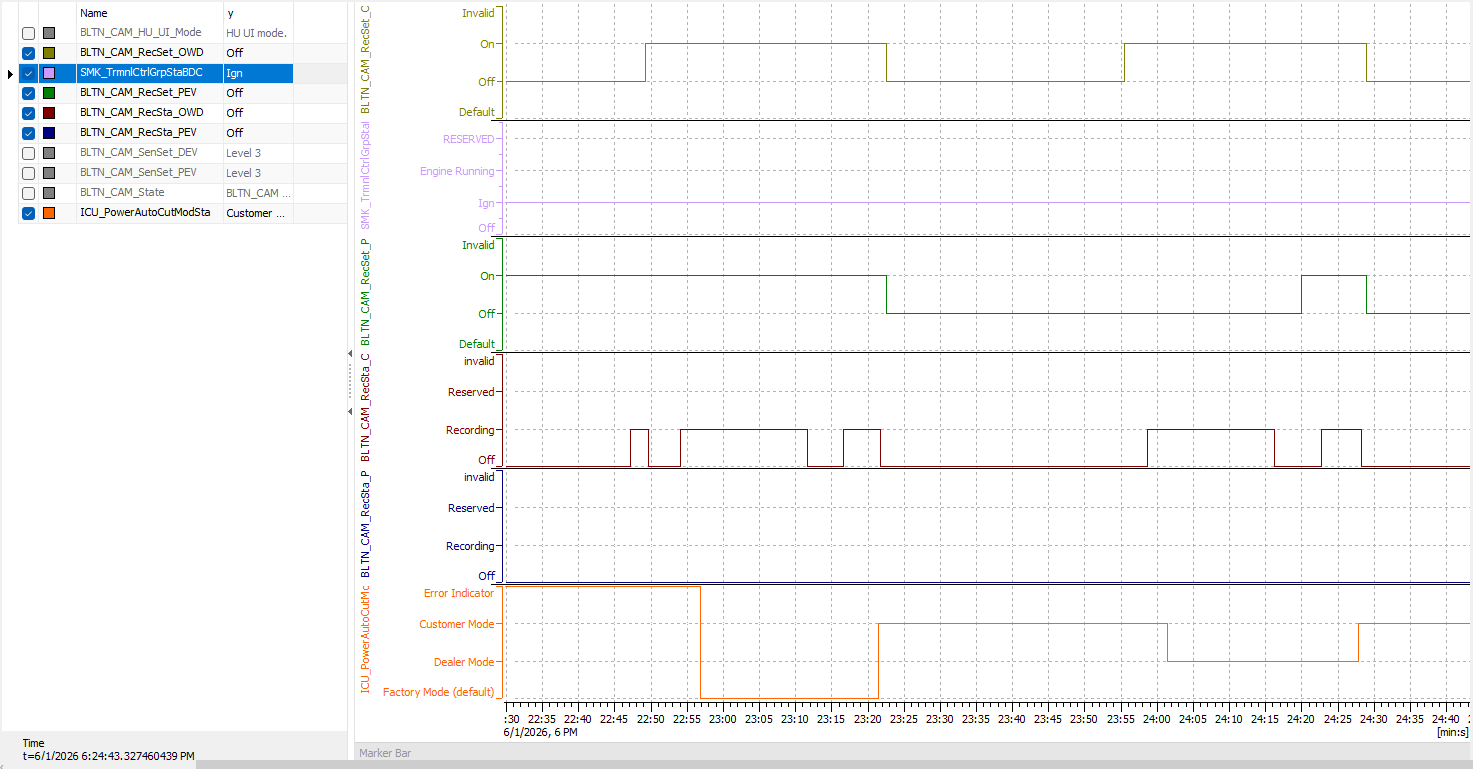 Name y
BLTN_CAM_HU_UI_Mode HU UI mode.
BLTN_CAM_RecSet_OWD Off
SMK_TrmnlCtrlGrpStaBDC Ign
BLTN_CAM_RecSet_PEV Off
BLTN_CAM_RecSta_OWD Off
BLTN_CAM_RecSta_PEV Off
BLTN_CAM_SenSet_DEV Level 3
BLTN_CAM_SenSet_PEV Level 3
BLTN_CAM_State BLTN_CAM ...
ICU_PowerAutoCutModSta Customer ...
Time
t=6/1/2026 6:24:43.327460439 PM
BLTN_CAM_RecSet_C
Invalid
On
Off
Default
SMK_TrmnlCtrlGrpStaI
RESERVED
Engine Running
Ign
Off
BLTN_CAM_RecSet_P
Invalid
On
Off
Default
BLTN_CAM_RecSta_C
invalid
Reserved
Recording
Off
BLTN_CAM_RecSta_P
invalid
Reserved
Recording
Off
ICU_PowerAutoCutMc
Error Indicator
Customer Mode
Dealer Mode
Factory Mode (default)
:30 22:35 22:40 22:45 22:50 22:55 23:00 23:05 23:10 23:15 23:20 23:25 23:30 23:35 23:40 23:45 23:50 23:55 24:00 24:05 24:10 24:15 24:20 24:25 24:30 24:35 24:40 :
6/1/2026, 6 PM [min:s]
Marker Bar